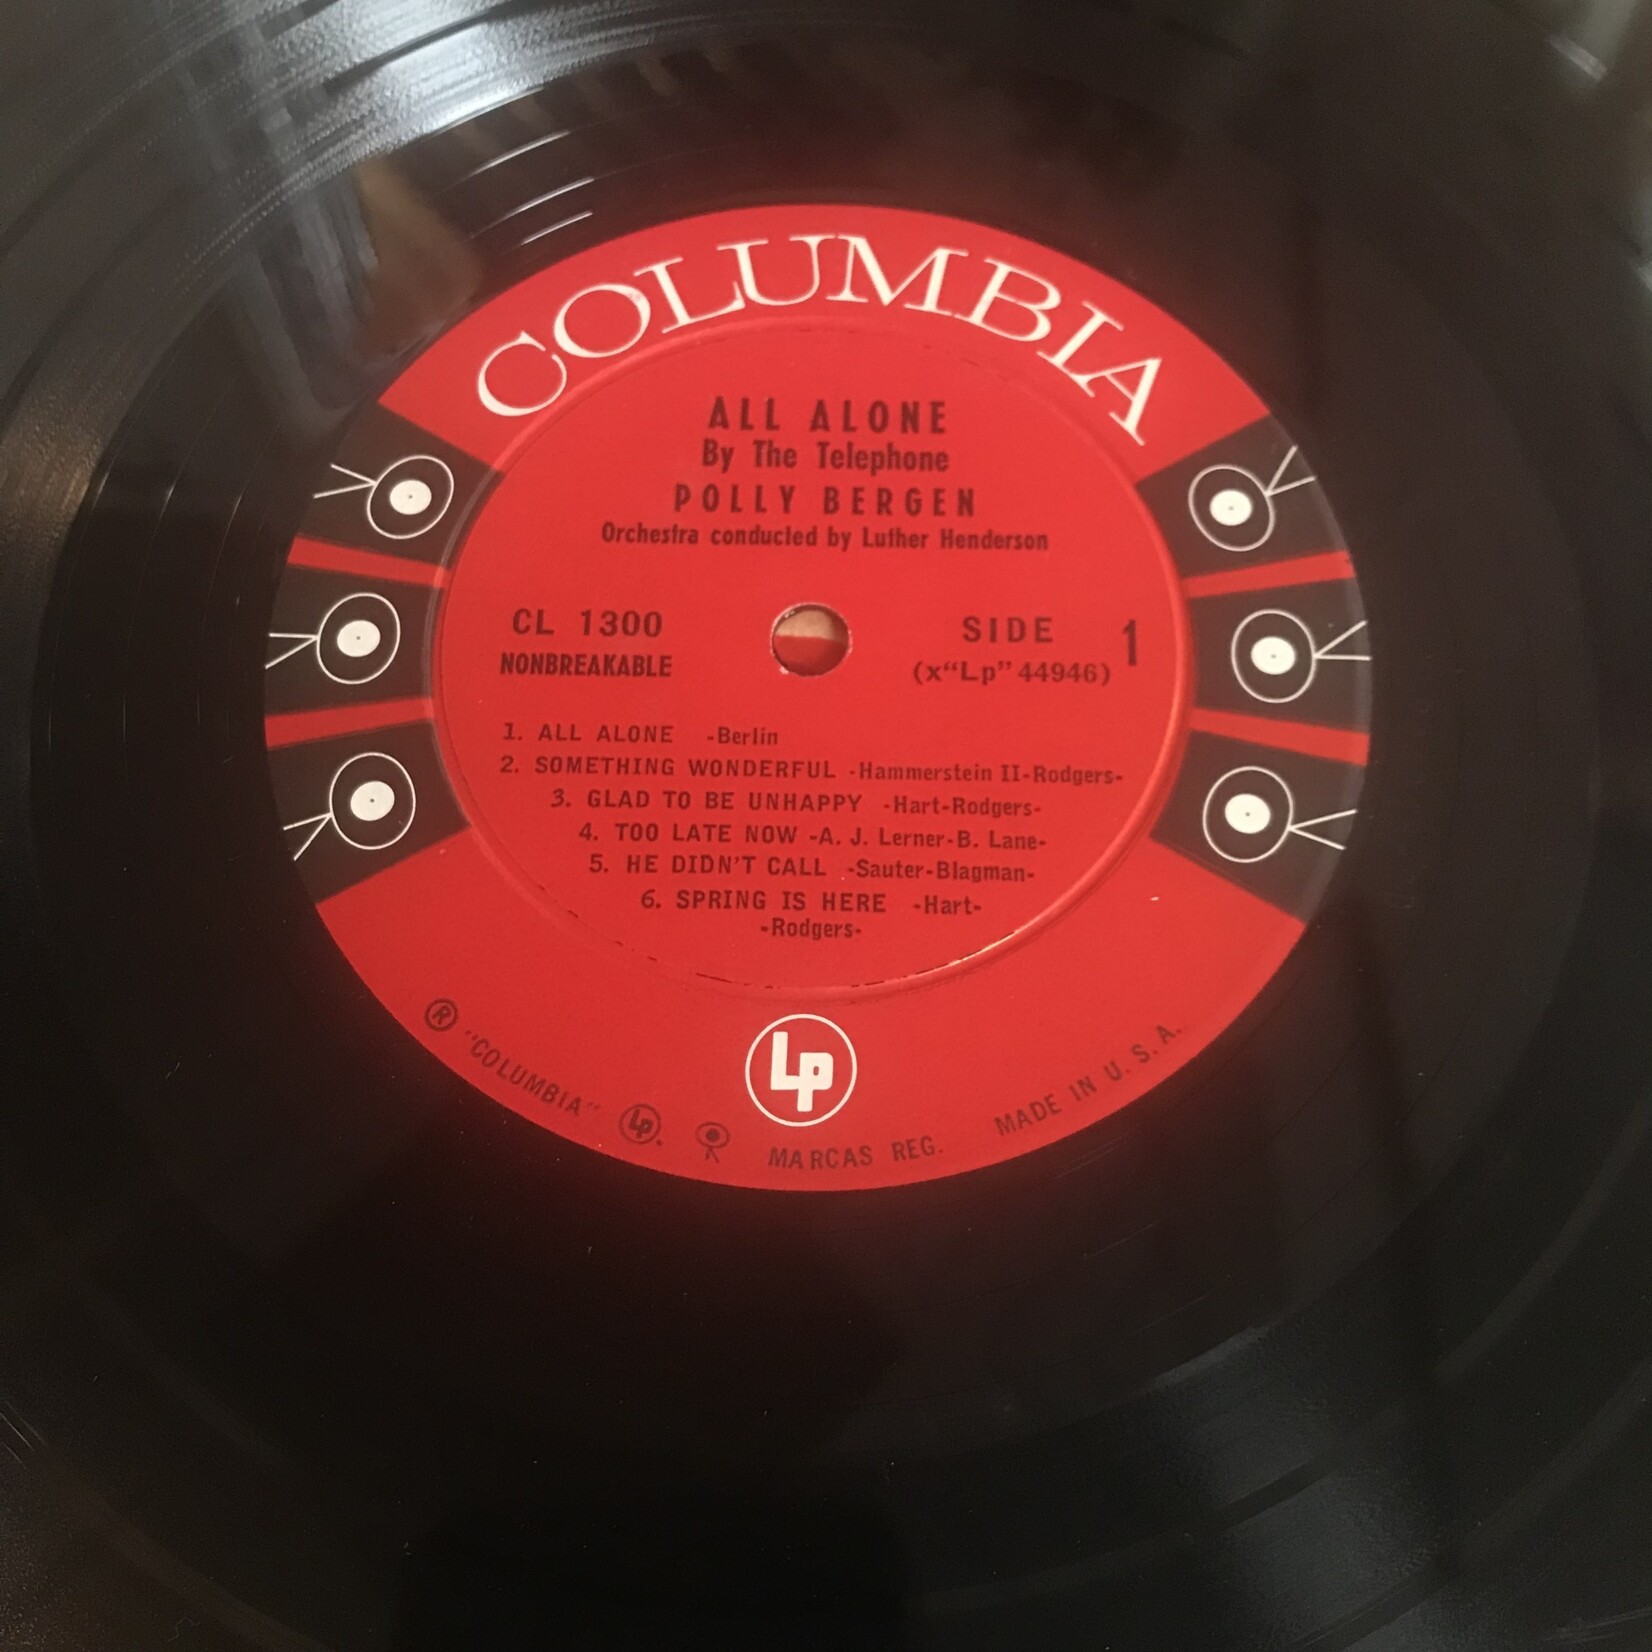 COLUMBIA
ALL ALONE
By The Telephone
POLLY BERGEN
Orchestra conducted by Luther Henderson
CL 1300
NONBREAKABLE
SIDE 1
(x“Lp” 44946)
1. ALL ALONE -Berlin
2. SOMETHING WONDERFUL -Hammerstein II-Rodgers-
3. GLAD TO BE UNHAPPY -Hart-Rodgers-
4. TOO LATE NOW -A. J. Lerner-B. Lane-
5. HE DIDN'T CALL -Sauter-Blagman-
6. SPRING IS HERE -Hart-
-Rodgers-
Lp
® "COLUMBIA" Lp. MARCAS REG. MADE IN U. S. A.